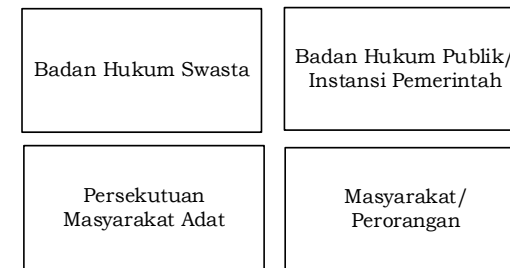 Badan Hukum Swasta
Badan Hukum Publik/
Instansi Pemerintah
Persekutuan
Masyarakat Adat
Masyarakat/
Perorangan